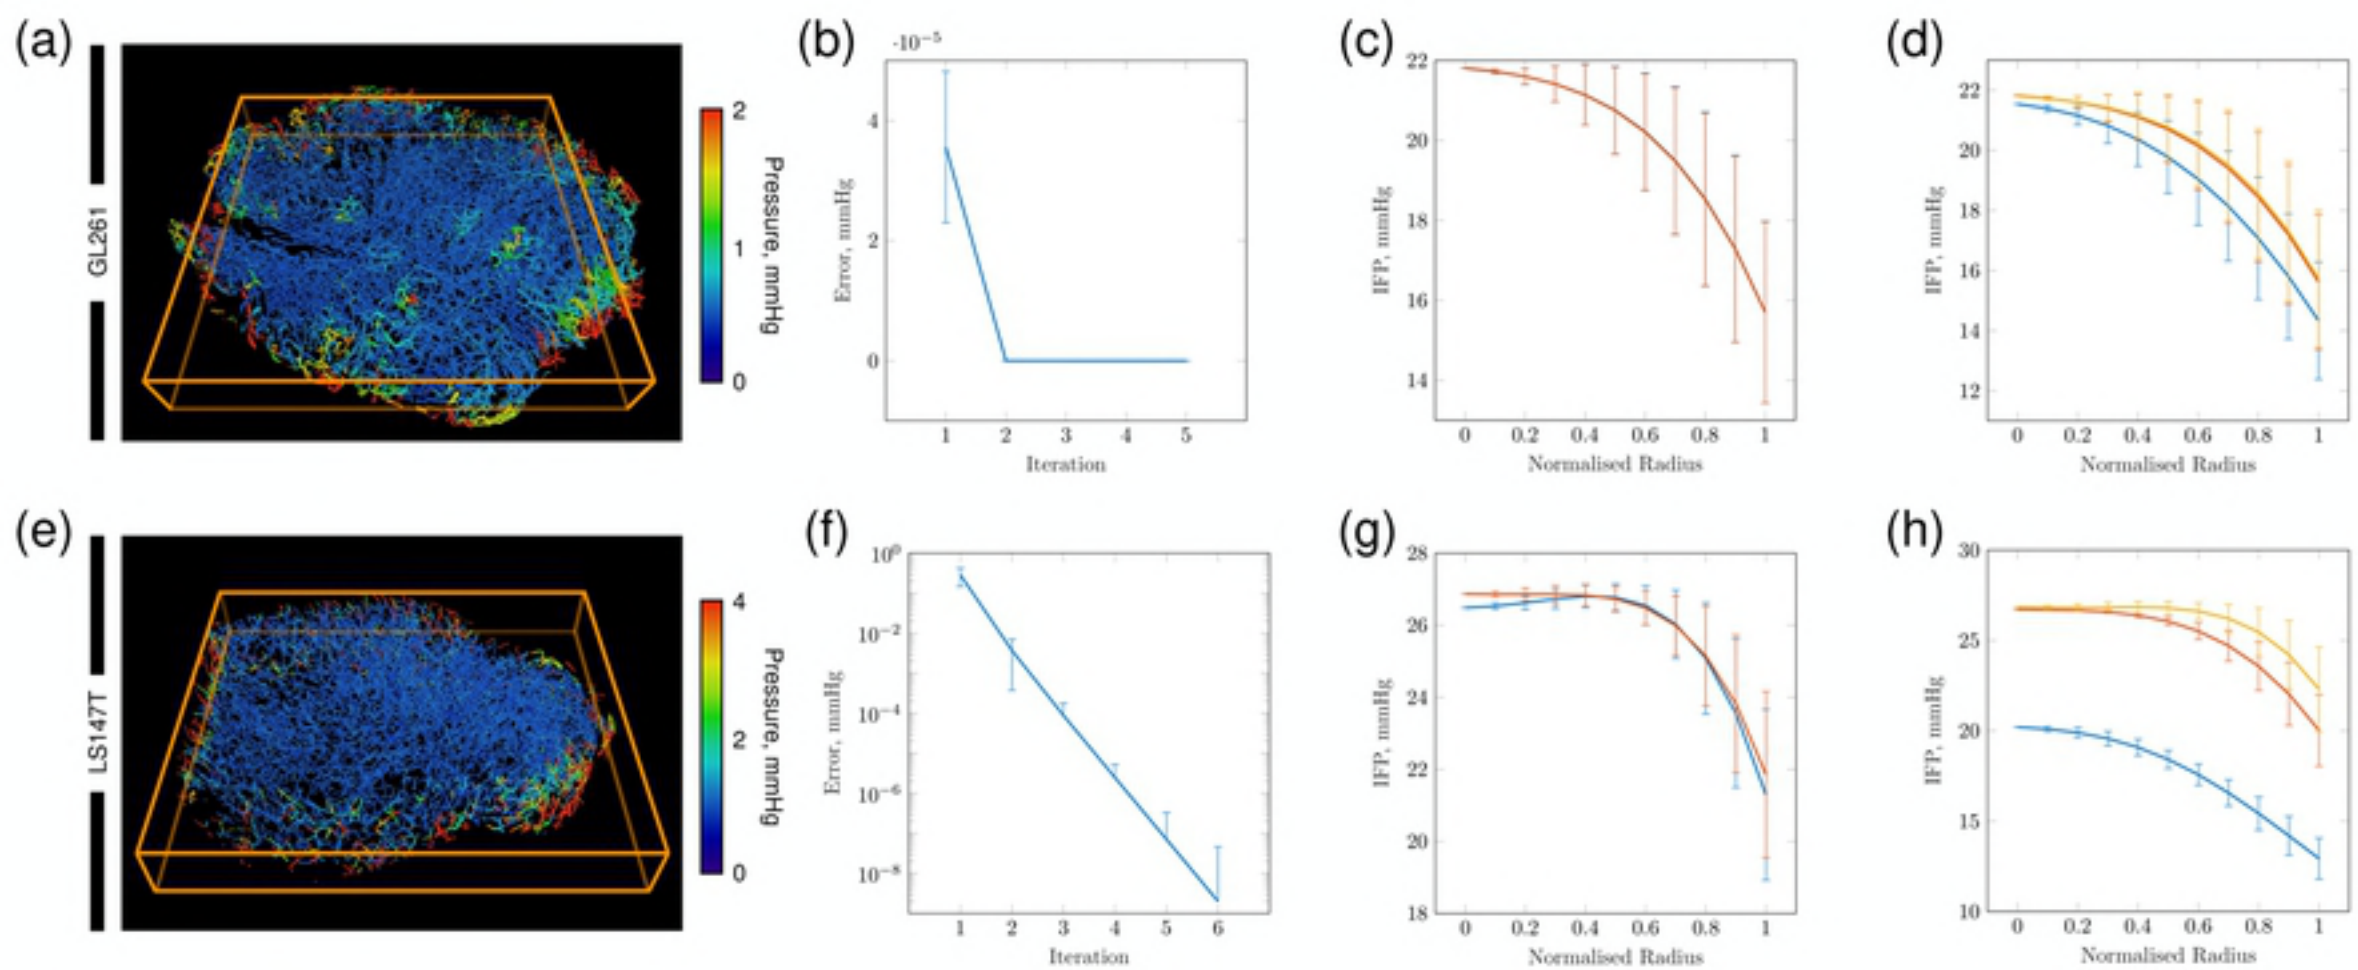 (a)
GL261
2
1
0
Pressure, mmHg
(b)
·10⁻⁵
4
2
0
Error, mmHg
1 2 3 4 5
Iteration
(c)
22
20
18
16
14
IFP, mmHg
0 0.2 0.4 0.6 0.8 1
Normalised Radius
(d)
22
20
18
16
14
12
IFP, mmHg
0 0.2 0.4 0.6 0.8 1
Normalised Radius
(e)
LS147T
4
2
0
Pressure, mmHg
(f)
10⁰
10⁻²
10⁻⁴
10⁻⁶
10⁻⁸
Error, mmHg
1 2 3 4 5 6
Iteration
(g)
28
26
24
22
20
18
IFP, mmHg
0 0.2 0.4 0.6 0.8 1
Normalised Radius
(h)
30
25
20
15
10
IFP, mmHg
0 0.2 0.4 0.6 0.8 1
Normalised Radius